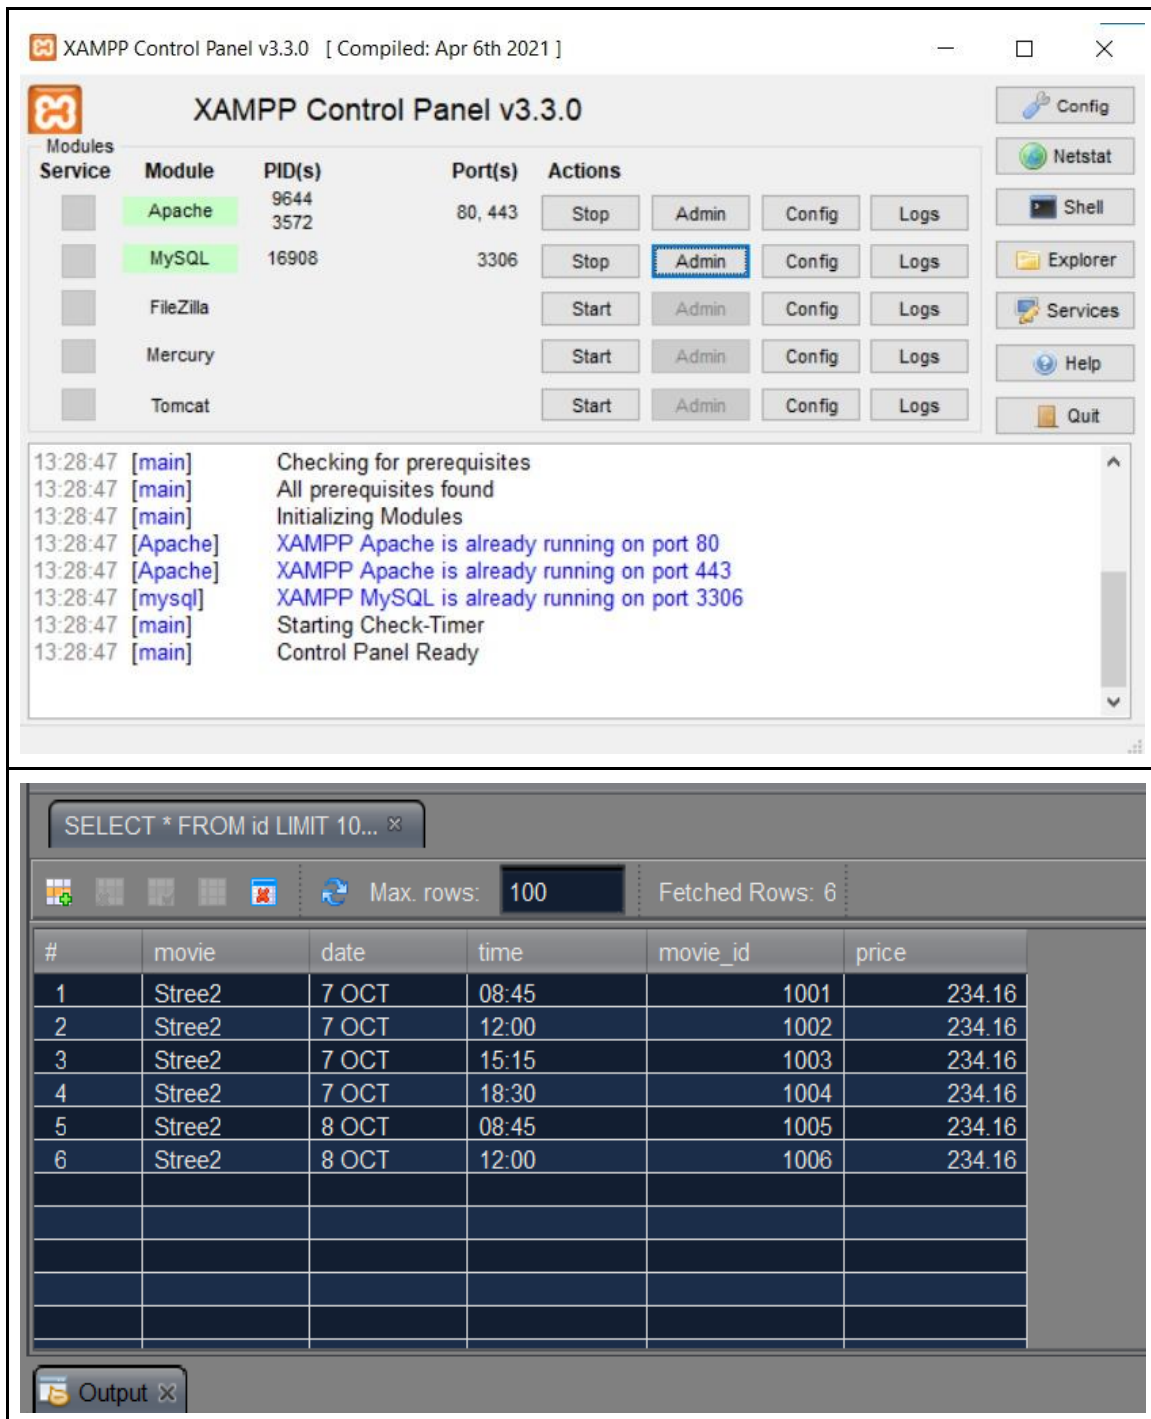 XAMPP Control Panel v3.3.0 [ Compiled: Apr 6th 2021 ]
XAMPP Control Panel v3.3.0
Config
Modules
Service Module PID(s) Port(s) Actions
Netstat
Apache 9644 3572 80, 443 Stop Admin Config Logs
Shell
MySQL 16908 3306 Stop Admin Config Logs
Explorer
FileZilla Start Admin Config Logs
Services
Mercury Start Admin Config Logs
Help
Tomcat Start Admin Config Logs
Quit
13:28:47 [main] Checking for prerequisites
13:28:47 [main] All prerequisites found
13:28:47 [main] Initializing Modules
13:28:47 [Apache] XAMPP Apache is already running on port 80
13:28:47 [Apache] XAMPP Apache is already running on port 443
13:28:47 [mysql] XAMPP MySQL is already running on port 3306
13:28:47 [main] Starting Check-Timer
13:28:47 [main] Control Panel Ready
SELECT * FROM id LIMIT 10...
Max. rows: 100 Fetched Rows: 6
# movie date time movie_id price
1 Stree2 7 OCT 08:45 1001 234.16
2 Stree2 7 OCT 12:00 1002 234.16
3 Stree2 7 OCT 15:15 1003 234.16
4 Stree2 7 OCT 18:30 1004 234.16
5 Stree2 8 OCT 08:45 1005 234.16
6 Stree2 8 OCT 12:00 1006 234.16
Output